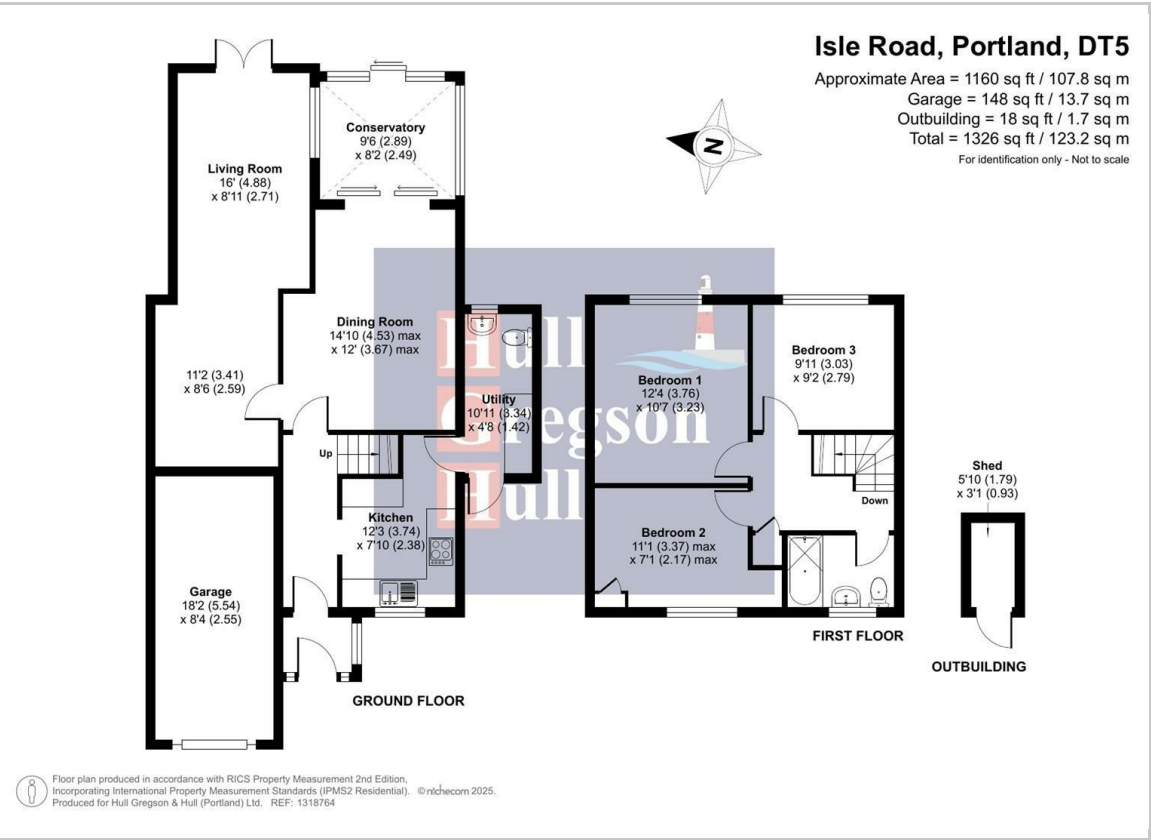 Isle Road, Portland, DT5
Approximate Area = 1160 sq ft / 107.8 sq m
Garage = 148 sq ft / 13.7 sq m
Outbuilding = 18 sq ft / 1.7 sq m
Total = 1326 sq ft / 123.2 sq m
For identification only - Not to scale
N
Conservatory
9'6 (2.89)
x 8'2 (2.49)
Living Room
16' (4.88)
x 8'11 (2.71)
Dining Room
14'10 (4.53) max
x 12' (3.67) max
11'2 (3.41)
x 8'6 (2.59)
Utility
10'11 (3.34)
x 4'8 (1.42)
Up
Kitchen
12'3 (3.74)
x 7'10 (2.38)
Garage
18'2 (5.54)
x 8'4 (2.55)
GROUND FLOOR
Hull
Gregson
Hull
Bedroom 1
12'4 (3.76)
x 10'7 (3.23)
Bedroom 3
9'11 (3.03)
x 9'2 (2.79)
Down
Bedroom 2
11'1 (3.37) max
x 7'1 (2.17) max
FIRST FLOOR
Shed
5'10 (1.79)
x 3'1 (0.93)
OUTBUILDING
Floor plan produced in accordance with RICS Property Measurement 2nd Edition,
Incorporating International Property Measurement Standards (IPMS2 Residential). © nichecom 2025.
Produced for Hull Gregson & Hull (Portland) Ltd. REF: 1318764